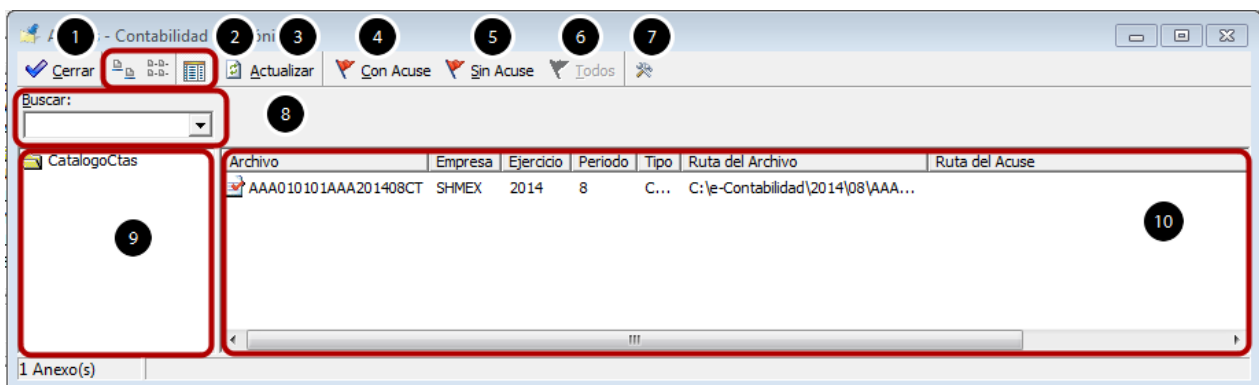 1 2 3 4 5 6 7
- Contabilidad
Cerrar Actualizar Con Acuse Sin Acuse Todos
Buscar:
8
CatalogoCtas
Archivo Empresa Ejercicio Periodo Tipo Ruta del Archivo Ruta del Acuse
AAA010101AAA201408CT SHMEX 2014 8 C... C:\e-Contabilidad\2014\08\AAA...
9
10
1 Anexo(s)